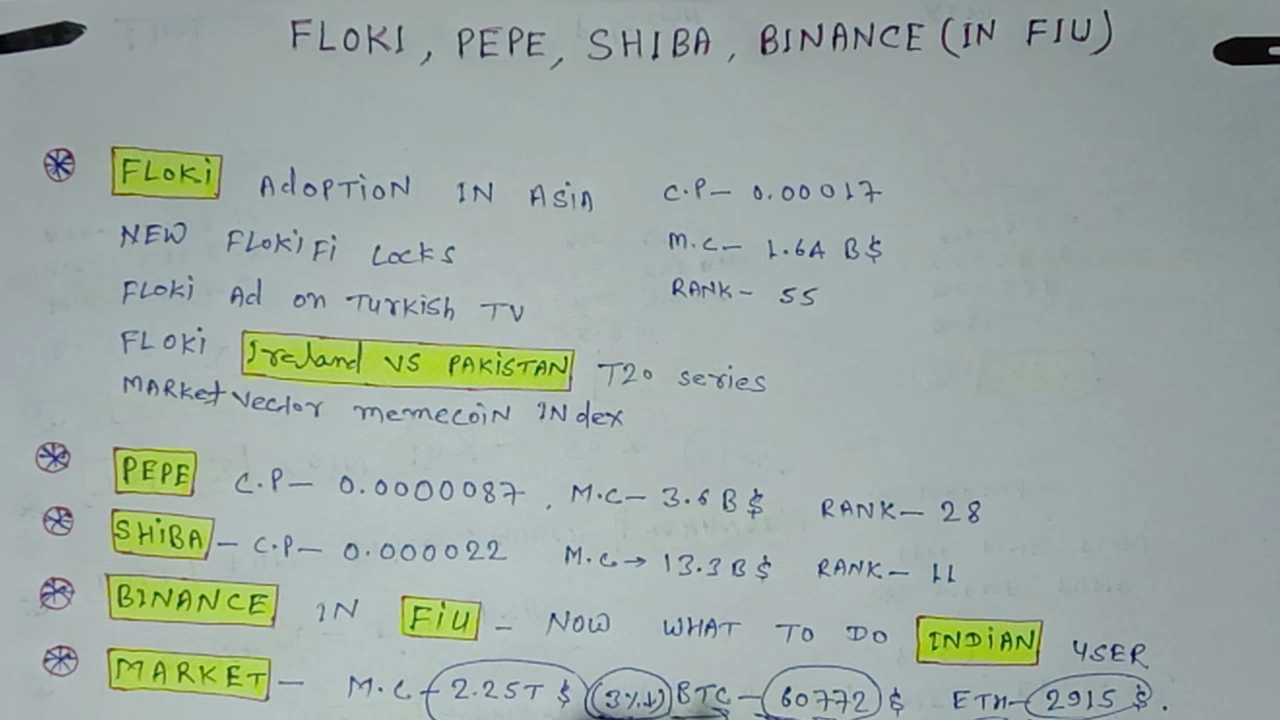 FLOKI, PEPE, SHIBA, BINANCE (IN FIU)
FLOKi AdOPTiON IN ASiA C.P- 0.00017
NEW FLOKiFi LOCKS M.C- 1.64 B$
FLOKi Ad on Turkish TV RANK- 55
FLOKi Ireland VS PAKiSTAN T20 series
MARKet Vector memecoiN INdex
PEPE C.P- 0.0000087, M.C- 3.6 B$ RANK- 28
SHiBA - C.P- 0.000022 M.C→ 13.3 B$ RANK- 11
BINANCE IN FiU - NOW WHAT TO DO INDiAN USER
MARKET - M.C- 2.25T $ (3%↓) BTC- 60772 $ ETH- 2915 $.